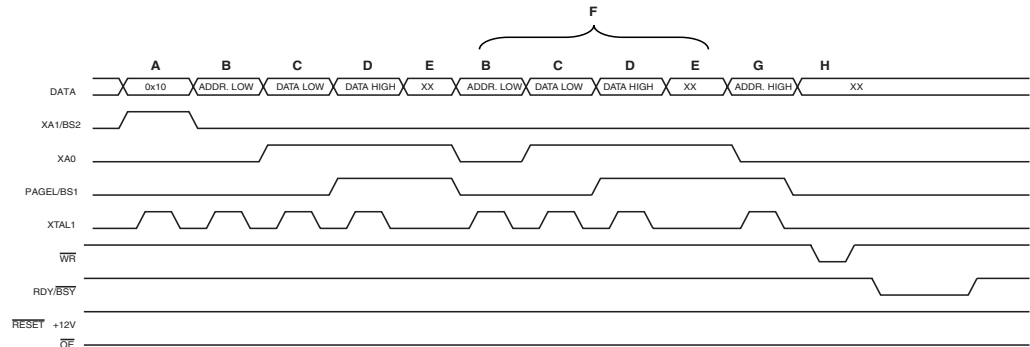 F
A B C D E B C D E G H
DATA 0x10 ADDR. LOW DATA LOW DATA HIGH XX ADDR. LOW DATA LOW DATA HIGH XX ADDR. HIGH XX
XA1/BS2
XA0
PAGEL/BS1
XTAL1
WR
RDY/BSY
RESET +12V
OE